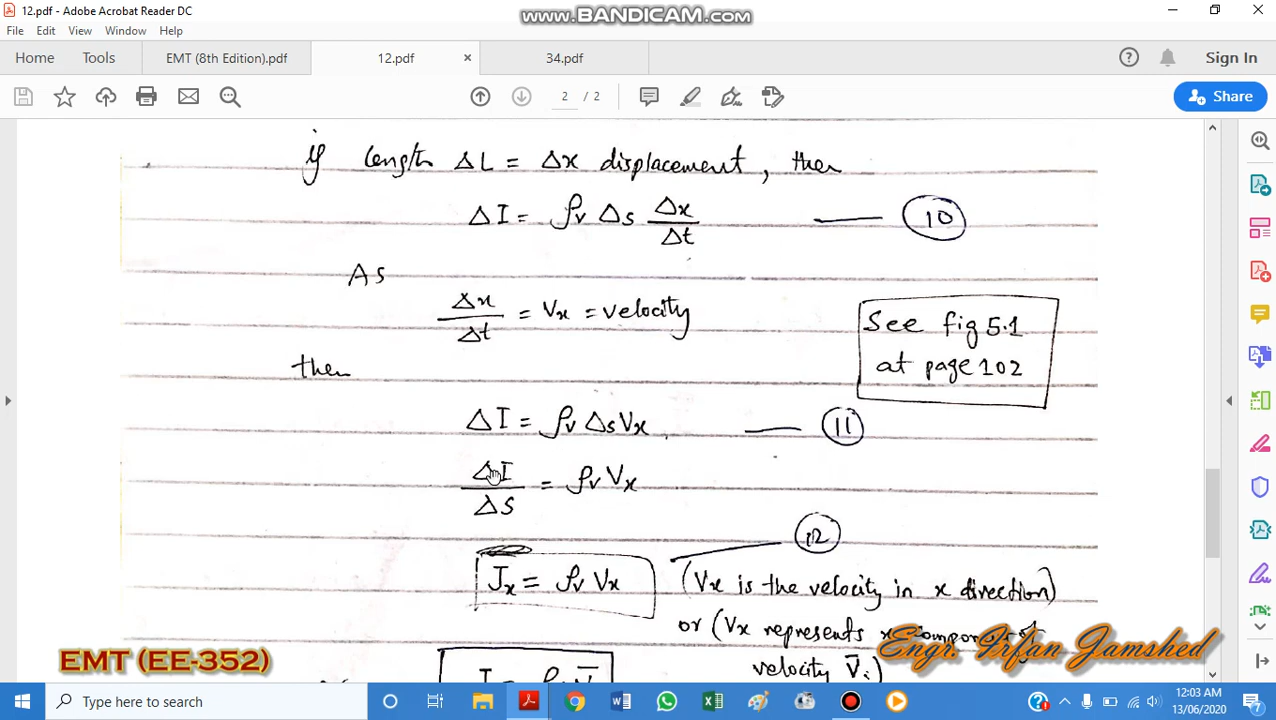 12.pdf - Adobe Acrobat Reader DC
www.BANDICAM.com
File Edit View Window Help
Home Tools EMT (8th Edition).pdf 12.pdf × 34.pdf Sign In
2 / 2 Share
if length ΔL = Δx displacement, then
ΔI = ρv Δs Δx/Δt — 10
As
Δx/Δt = Vx = velocity
See fig 5.1
at page 102
then
ΔI = ρv Δs Vx — 11
ΔI/ΔS = ρv Vx
12
Jx = ρv Vx (Vx is the velocity in x direction)
or (Vx represents x
velocity
EMT (EE-352)
Engr. Irfan Jamshed
Type here to search
12:03 AM
13/06/2020